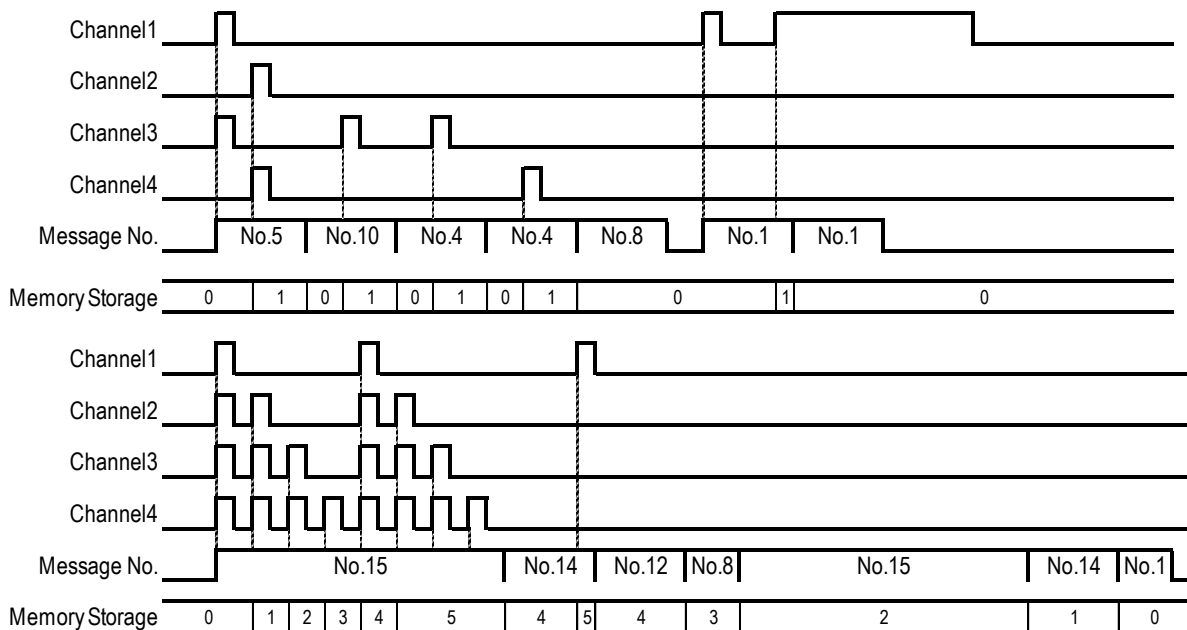 Channel1
Channel2
Channel3
Channel4
Message No. No.5 No.10 No.4 No.4 No.8 No.1 No.1
Memory Storage 0 1 0 1 0 1 0 1 0 1 0
Channel1
Channel2
Channel3
Channel4
Message No. No.15 No.14 No.12 No.8 No.15 No.14 No.1
Memory Storage 0 1 2 3 4 5 4 5 4 3 2 1 0